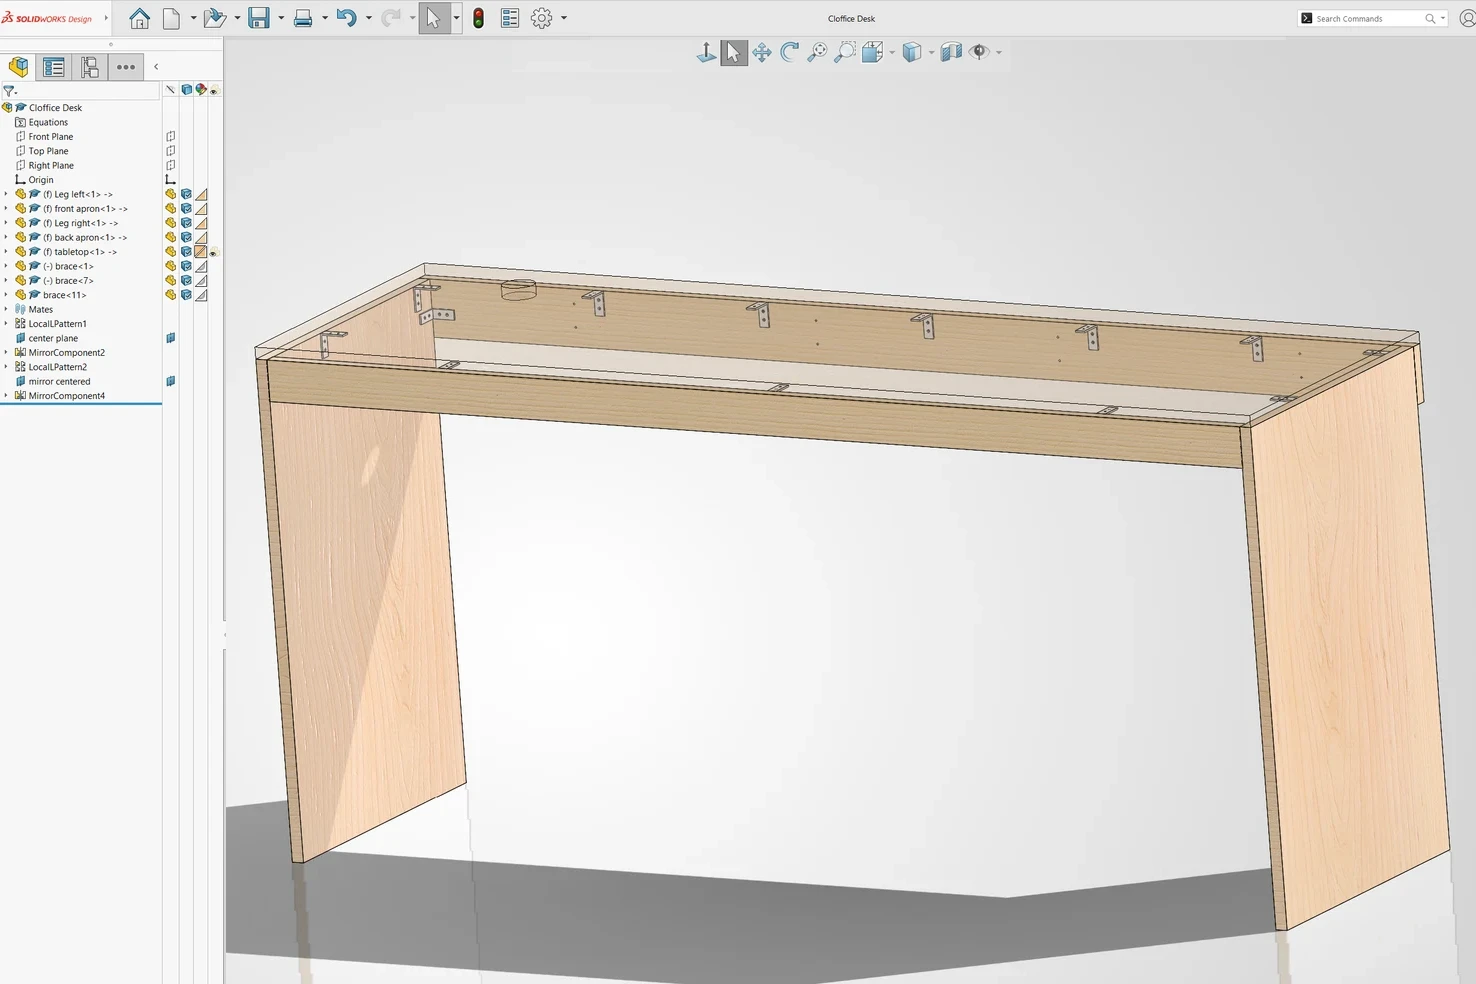 SOLIDWORKS Design
Cloffice Desk
Search Commands
Cloffice Desk
Equations
Front Plane
Top Plane
Right Plane
Origin
(f) Leg left<1> ->
(f) front apron<1> ->
(f) Leg right<1> ->
(f) back apron<1> ->
(f) tabletop<1> ->
(-) brace<1>
(-) brace<7>
brace<11>
Mates
LocalLPattern1
center plane
MirrorComponent2
LocalLPattern2
mirror centered
MirrorComponent4